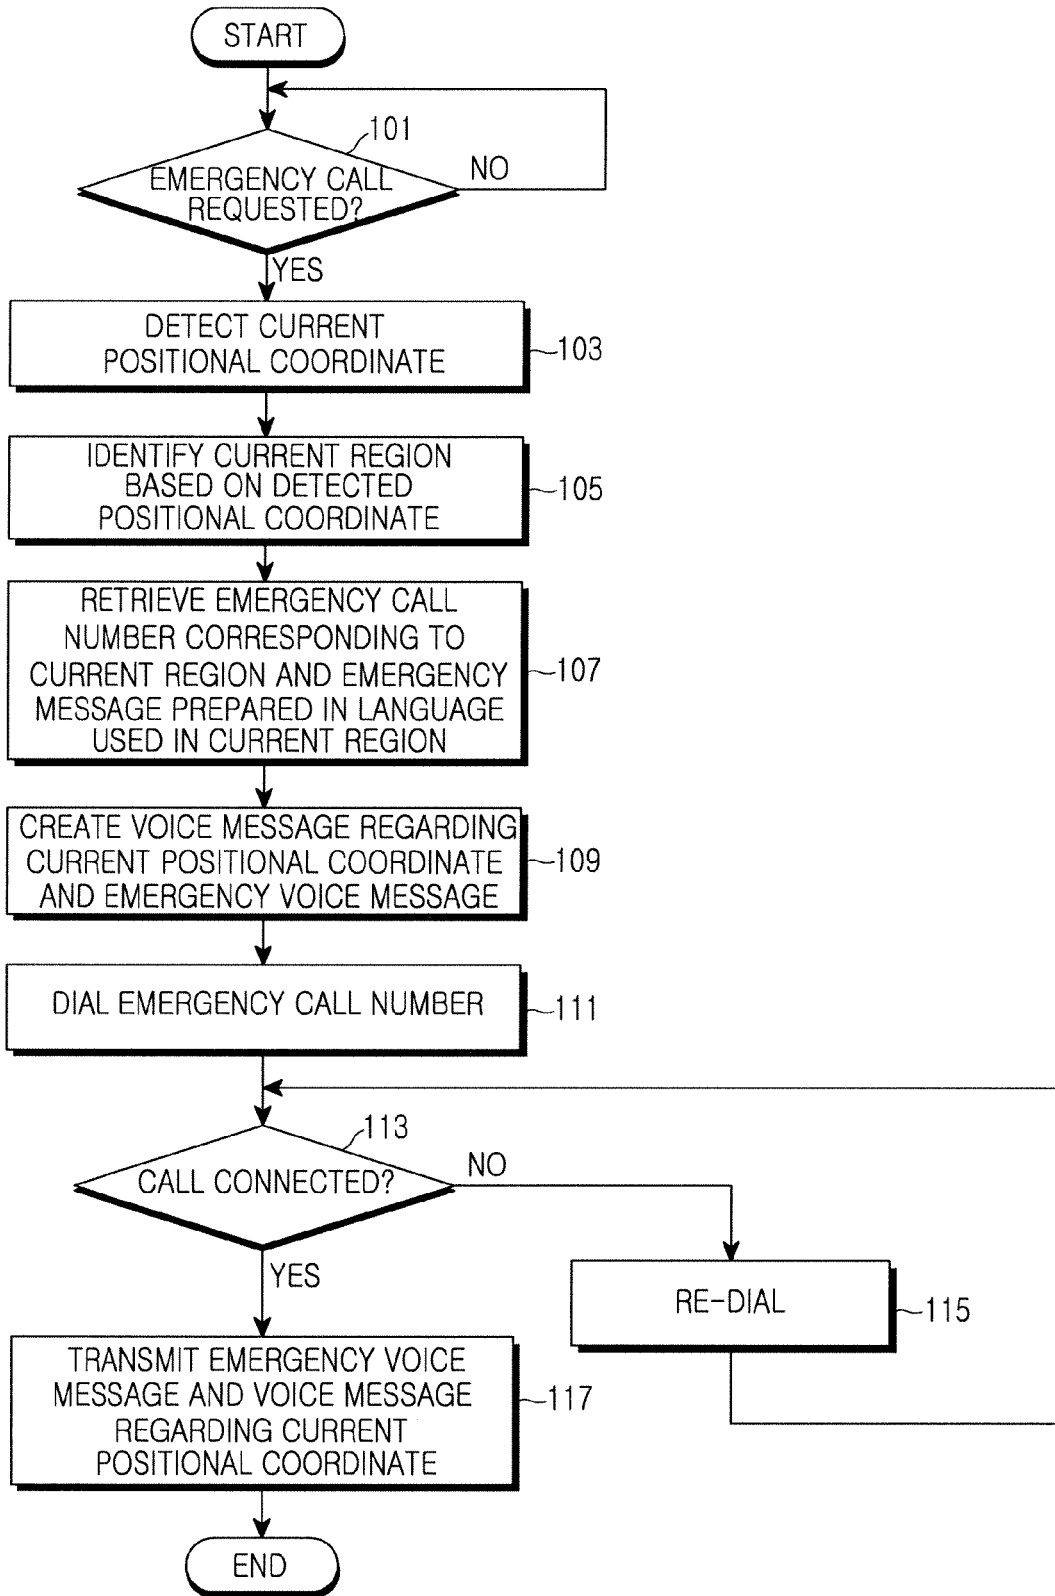 START
101
EMERGENCY CALL
REQUESTED?
NO
YES
DETECT CURRENT
POSITIONAL COORDINATE
103
IDENTIFY CURRENT REGION
BASED ON DETECTED
POSITIONAL COORDINATE
105
RETRIEVE EMERGENCY CALL
NUMBER CORRESPONDING TO
CURRENT REGION AND EMERGENCY
MESSAGE PREPARED IN LANGUAGE
USED IN CURRENT REGION
107
CREATE VOICE MESSAGE REGARDING
CURRENT POSITIONAL COORDINATE
AND EMERGENCY VOICE MESSAGE
109
DIAL EMERGENCY CALL NUMBER
111
113
CALL CONNECTED?
NO
YES
RE-DIAL
115
TRANSMIT EMERGENCY VOICE
MESSAGE AND VOICE MESSAGE
REGARDING CURRENT
POSITIONAL COORDINATE
117
END